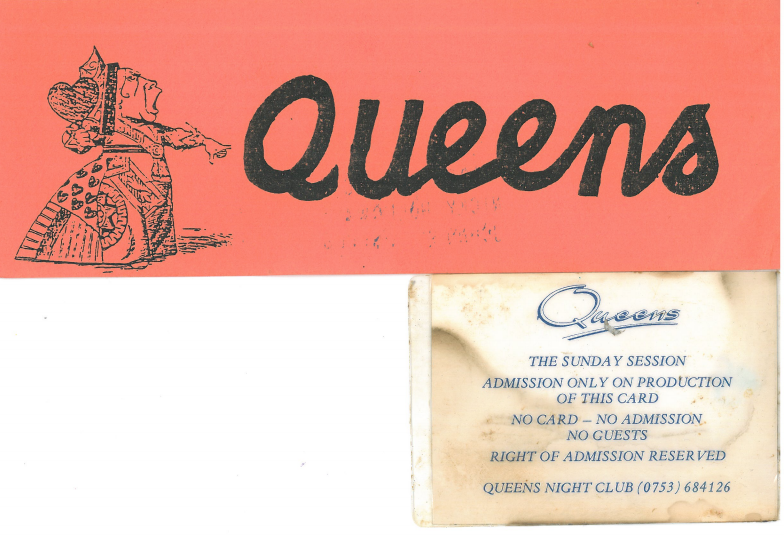 Queens
Queens
THE SUNDAY SESSION
ADMISSION ONLY ON PRODUCTION
OF THIS CARD
NO CARD – NO ADMISSION
NO GUESTS
RIGHT OF ADMISSION RESERVED
QUEENS NIGHT CLUB (0753) 684126